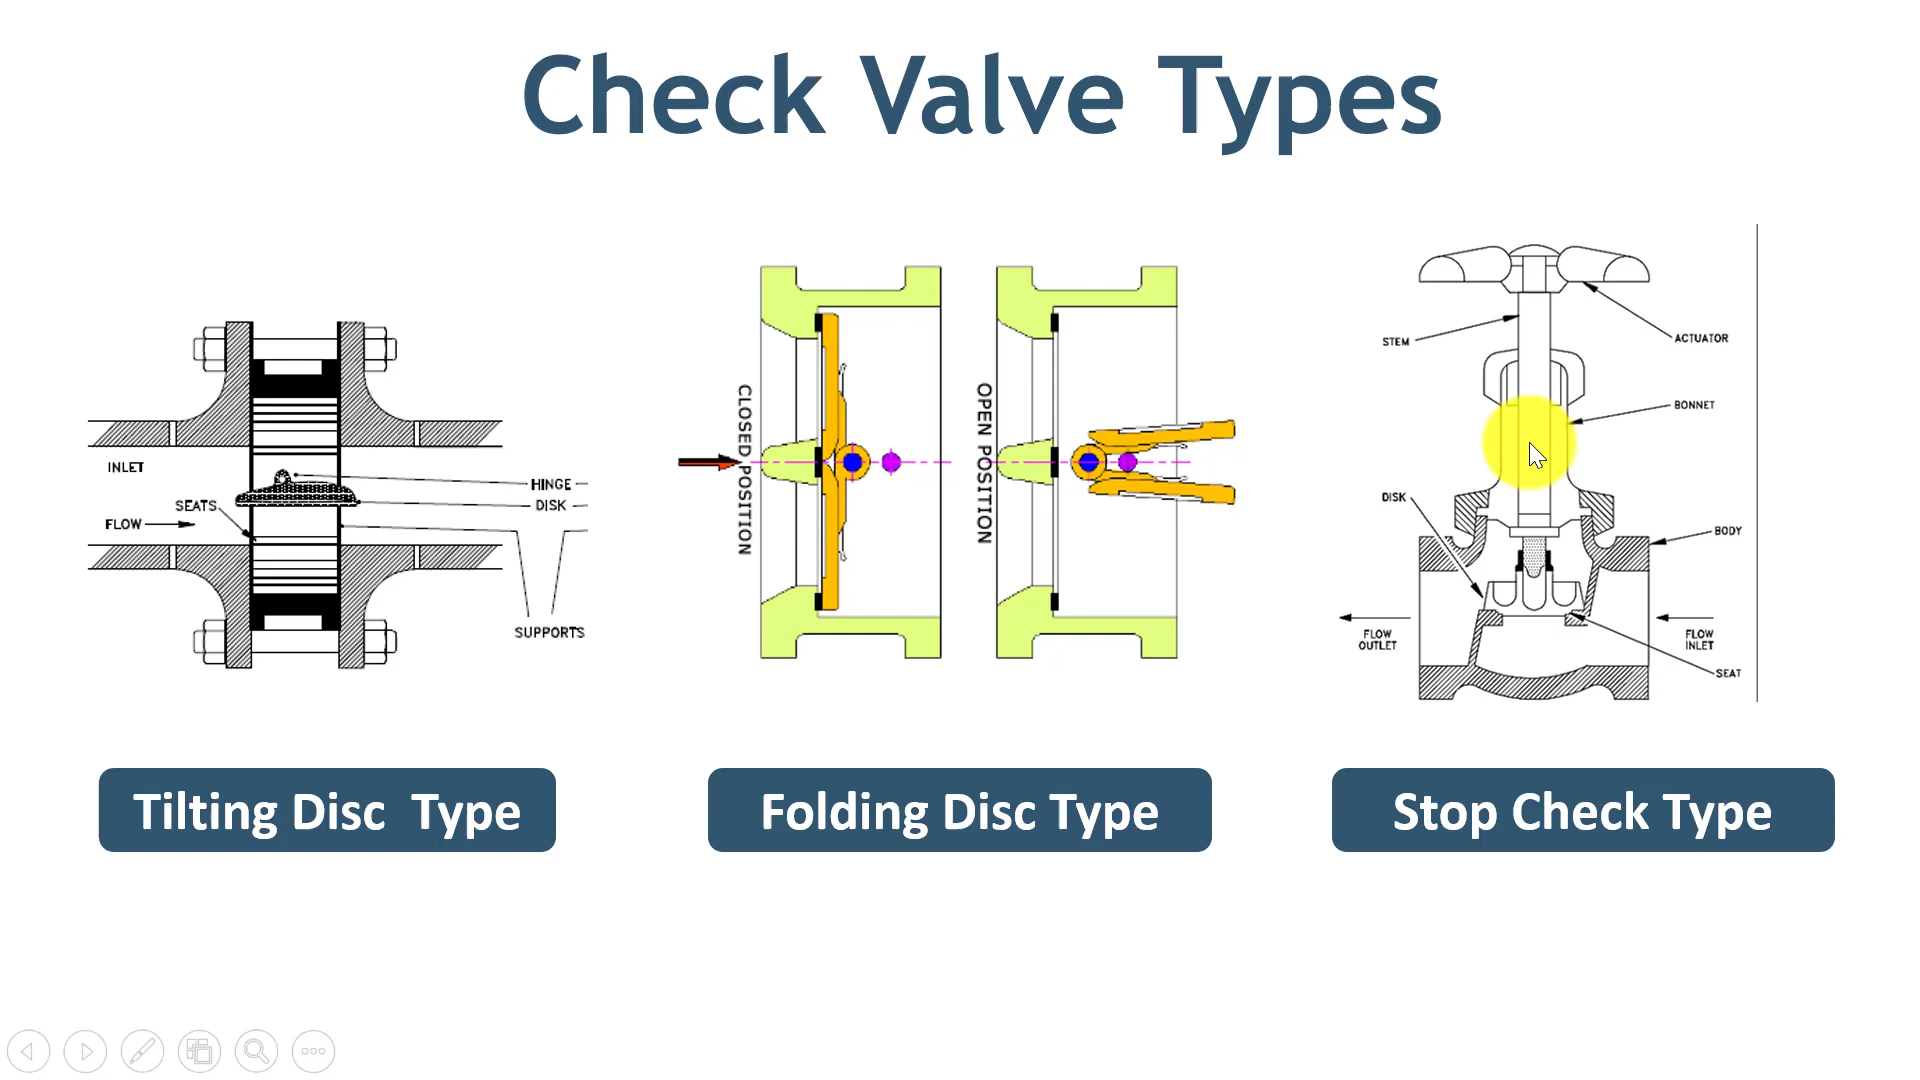 Check Valve Types
INLET
SEATS
FLOW
HINGE
DISK
SUPPORTS
CLOSED POSITION
OPEN POSITION
STEM
ACTUATOR
BONNET
DISK
BODY
FLOW
OUTLET
FLOW
INLET
SEAT
Tilting Disc Type
Folding Disc Type
Stop Check Type